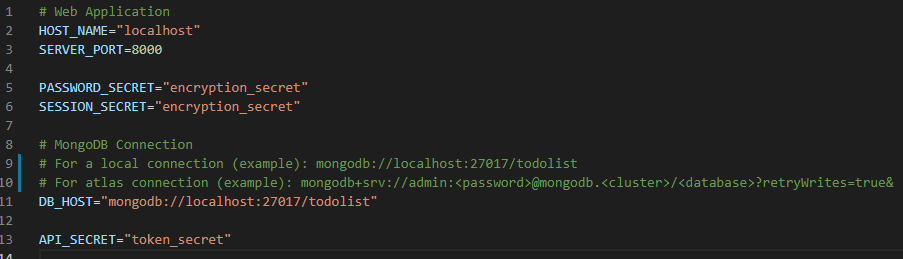 1 # Web Application
2 HOST_NAME="localhost"
3 SERVER_PORT=8000
4
5 PASSWORD_SECRET="encryption_secret"
6 SESSION_SECRET="encryption_secret"
7
8 # MongoDB Connection
9 # For a local connection (example): mongodb://localhost:27017/todolist
10 # For atlas connection (example): mongodb+srv://admin:<password>@mongodb.<cluster>/<database>?retryWrites=true&
11 DB_HOST="mongodb://localhost:27017/todolist"
12
13 API_SECRET="token_secret"
14